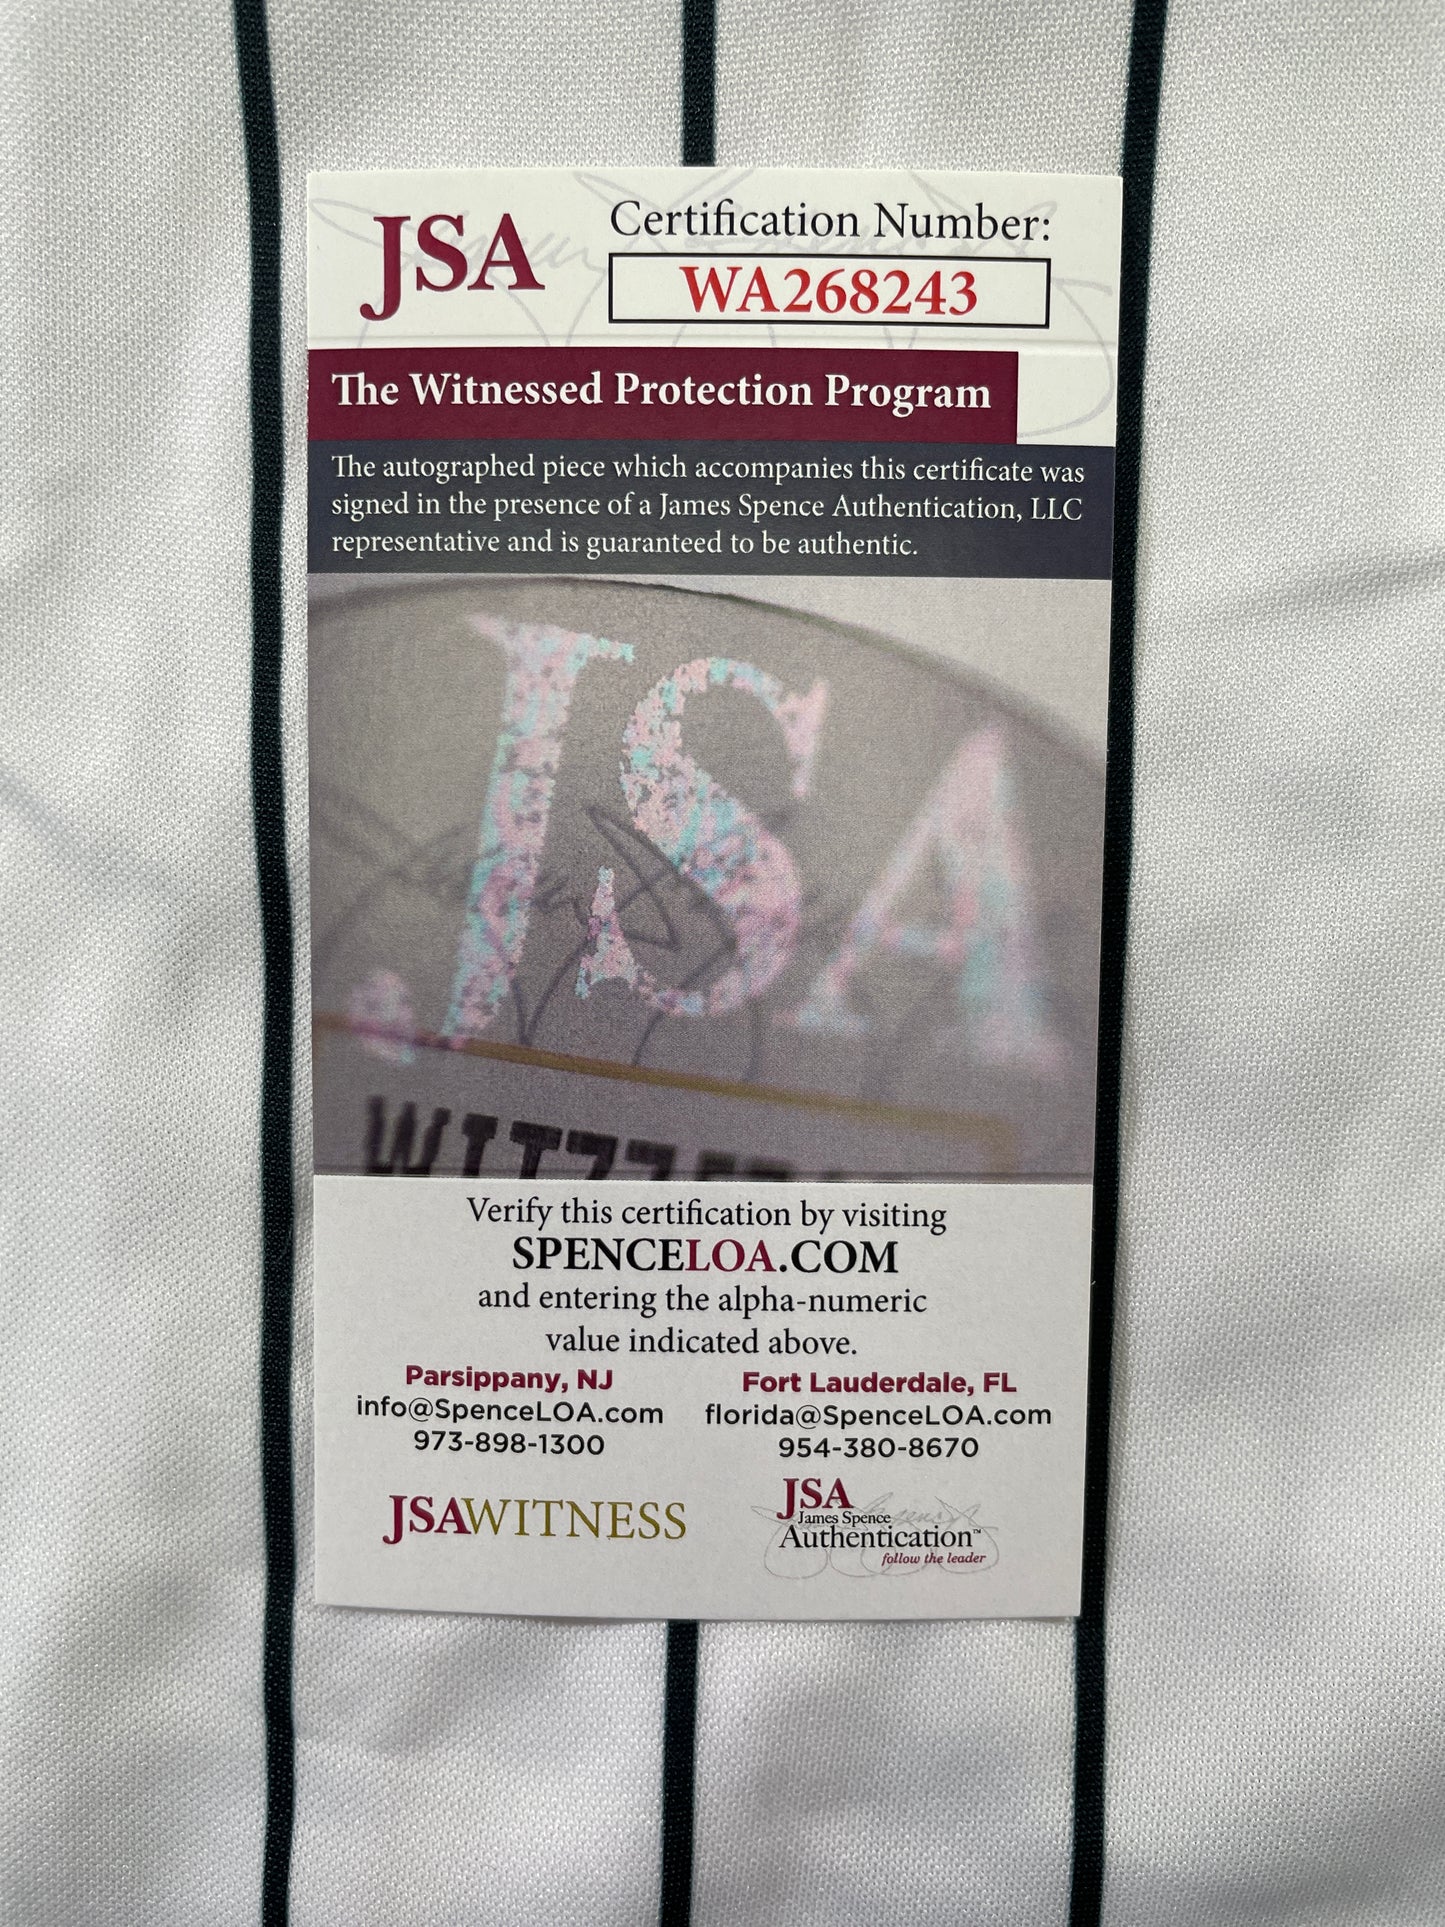 JSA
Certification Number:
WA268243
The Witnessed Protection Program
The autographed piece which accompanies this certificate was
signed in the presence of a James Spence Authentication, LLC
representative and is guaranteed to be authentic.
JSA
Verify this certification by visiting
SPENCELOA.COM
and entering the alpha-numeric
value indicated above.
Parsippany, NJ
info@SpenceLOA.com
973-898-1300
Fort Lauderdale, FL
florida@SpenceLOA.com
954-380-8670
JSAWITNESS
JSA
James Spence
Authentication™
follow the leader